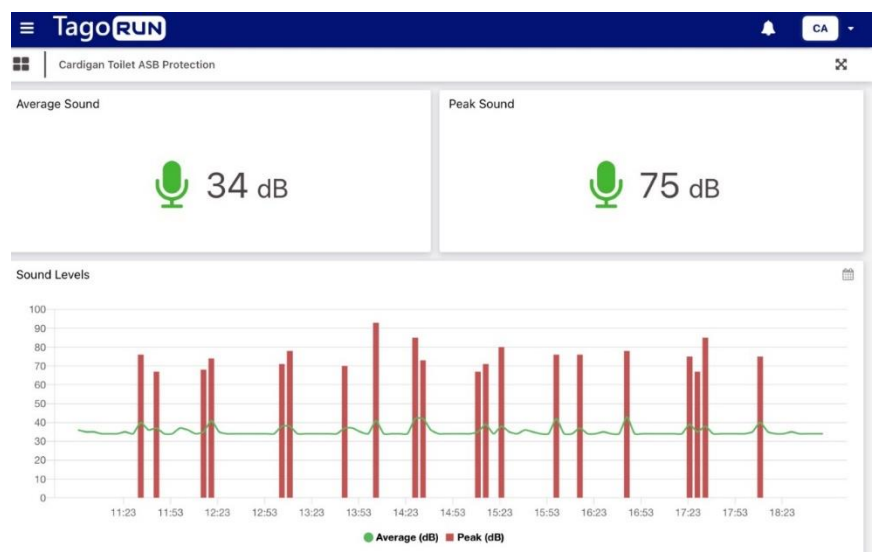 TagoRUN
CA
Cardigan Toilet ASB Protection
Average Sound
34 dB
Peak Sound
75 dB
Sound Levels
100
90
80
70
60
50
40
30
20
10
0
11:23 11:53 12:23 12:53 13:23 13:53 14:23 14:53 15:23 15:53 16:23 16:53 17:23 17:53 18:23
Average (dB) Peak (dB)